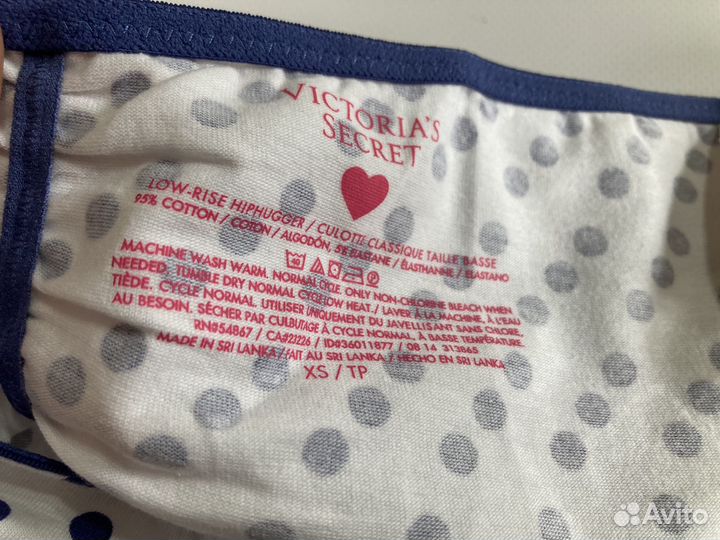 VICTORIA'S
SECRET
LOW-RISE HIPHUGGER / CULOTTE CLASSIQUE TAILLE BASSE
95% COTTON / COTON / ALGODÓN, 5% ELASTANE / ÉLASTHANNE / ELASTANO
MACHINE WASH WARM. NORMAL CYCLE. ONLY NON-CHLORINE BLEACH WHEN
NEEDED. TUMBLE DRY NORMAL CYCLE LOW HEAT. / LAVER À LA MACHINE, À L'EAU
TIÈDE. CYCLE NORMAL. UTILISER UNIQUEMENT DU JAVELLISANT SANS CHLORE,
AU BESOIN. SÉCHER PAR CULBUTAGE À CYCLE NORMAL, À BASSE TEMPÉRATURE.
RN#54867 / CA#23226 / ID#36011877 / 08 14 313865
MADE IN SRI LANKA / FAIT AU SRI LANKA / HECHO EN SRI LANKA
XS / TP
Avito